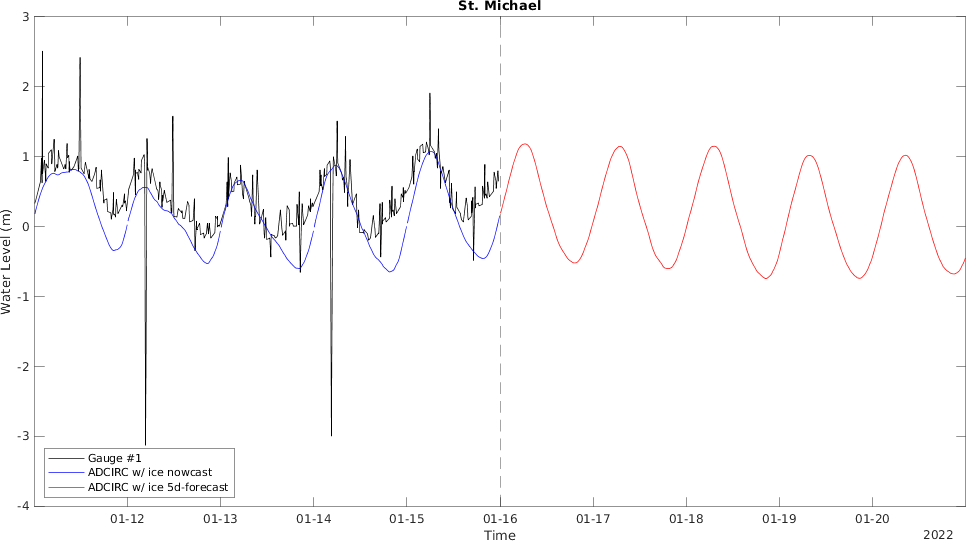 St. Michael
3
2
1
0
-1
-2
-3
-4
Water Level (m)
Gauge #1
ADCIRC w/ ice nowcast
ADCIRC w/ ice 5d-forecast
01-12 01-13 01-14 01-15 01-16 01-17 01-18 01-19 01-20
Time
2022